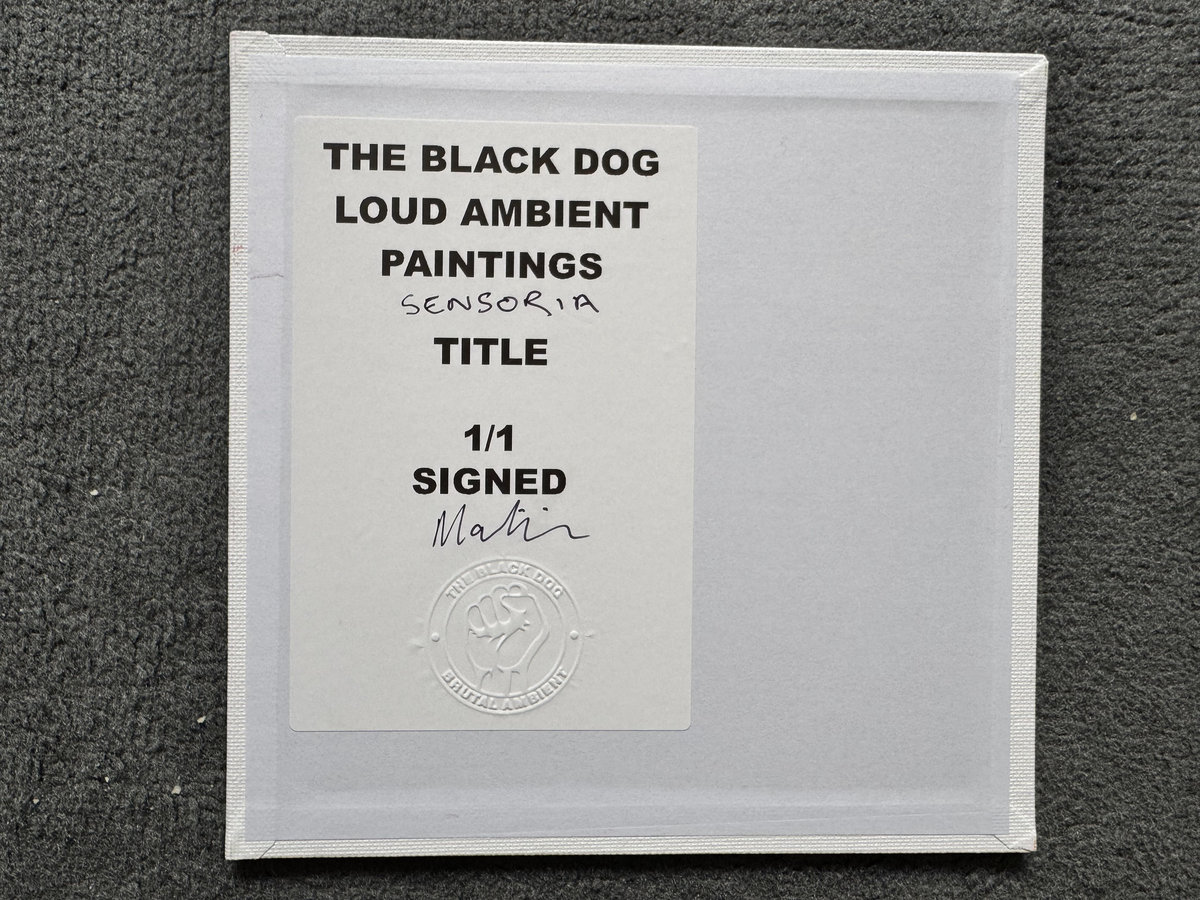 THE BLACK DOG
LOUD AMBIENT
PAINTINGS
SENSORIA
TITLE
1/1
SIGNED
THE BLACK DOG
BRUTAL AMBIENT